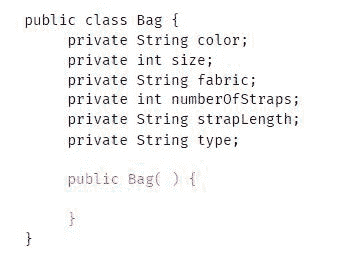 public class Bag {
private String color;
private int size;
private String fabric;
private int numberOfStraps;
private String strapLength;
private String type;
public Bag( ) {
}
}